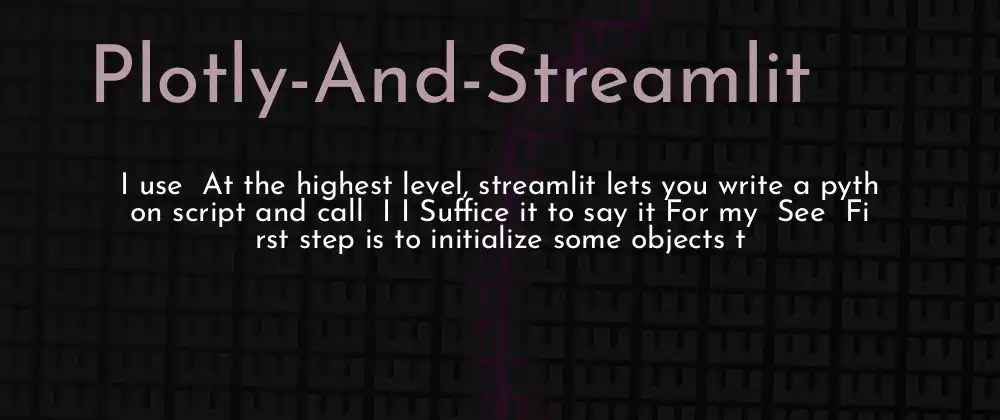 Plotly-And-Streamlit
I use  At the highest level, streamlit lets you write a pyth
on script and call  I I Suffice it to say it For my  See  Fi
rst step is to initialize some objects t